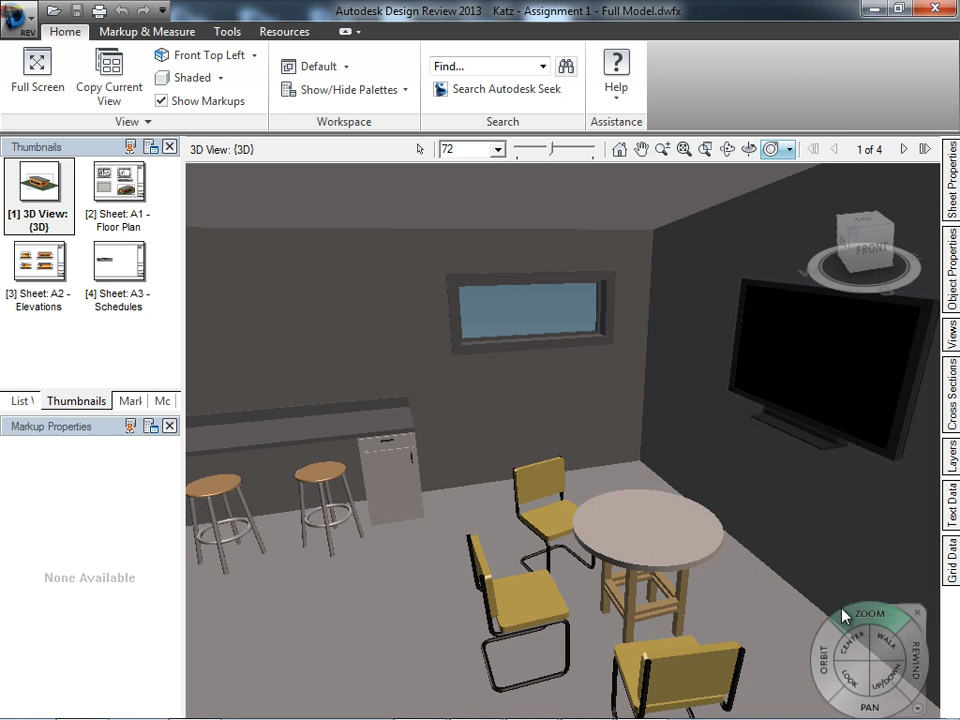 REV
Autodesk Design Review 2013 Katz - Assignment 1 - Full Model.dwfx
Home Markup & Measure Tools Resources
Full Screen
Copy Current View
Front Top Left
Shaded
Show Markups
View
Default
Show/Hide Palettes
Workspace
Find...
Search Autodesk Seek
Search
Help
Assistance
Thumbnails
3D View: {3D}
72
1 of 4
[1] 3D View: {3D}
[2] Sheet: A1 - Floor Plan
[3] Sheet: A2 - Elevations
[4] Sheet: A3 - Schedules
List Thumbnails Mark
Markup Properties
None Available
Sheet Properties
Object Properties
Views
Cross Sections
Layers
Text Data
Grid Data
TOP
FRONT
ZOOM
CENTER
WALK
ORBIT
REWIND
LOOK
UP/DOWN
PAN